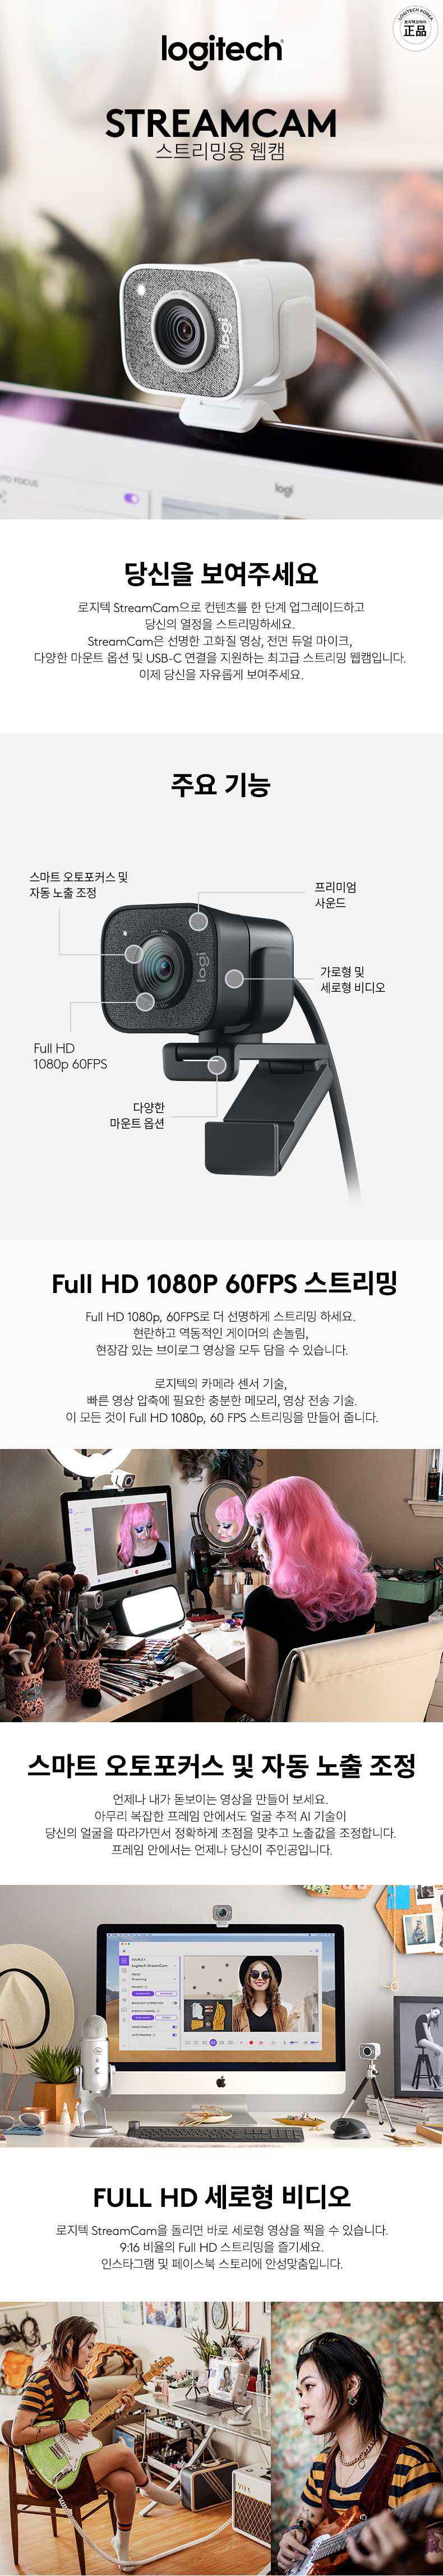 LOGITECH KOREA
로지텍코리아
正品
logitech
STREAMCAM
스트리밍용 웹캠
logi
AUTO FOCUS
logi
당신을 보여주세요
로지텍 StreamCam으로 컨텐츠를 한 단계 업그레이드하고
당신의 열정을 스트리밍하세요.
StreamCam은 선명한 고화질 영상, 전면 듀얼 마이크,
다양한 마운트 옵션 및 USB-C 연결을 지원하는 최고급 스트리밍 웹캠입니다.
이제 당신을 자유롭게 보여주세요.
주요 기능
스마트 오토포커스 및
자동 노출 조정
프리미엄
사운드
logi
가로형 및
세로형 비디오
Full HD
1080p 60FPS
다양한
마운트 옵션
Full HD 1080P 60FPS 스트리밍
Full HD 1080p, 60FPS로 더 선명하게 스트리밍 하세요.
현란하고 역동적인 게이머의 손놀림,
현장감 있는 브이로그 영상을 모두 담을 수 있습니다.
로지텍의 카메라 센서 기술,
빠른 영상 압축에 필요한 충분한 메모리, 영상 전송 기술.
이 모든 것이 Full HD 1080p, 60 FPS 스트리밍을 만들어 줍니다.
스마트 오토포커스 및 자동 노출 조정
언제나 내가 돋보이는 영상을 만들어 보세요.
아무리 복잡한 프레임 안에서도 얼굴 추적 AI 기술이
당신의 얼굴을 따라가면서 정확하게 초점을 맞추고 노출값을 조정합니다.
프레임 안에서는 언제나 당신이 주인공입니다.
Logitech StreamCam
FULL HD 세로형 비디오
로지텍 StreamCam을 돌리면 바로 세로형 영상을 찍을 수 있습니다.
9:16 비율의 Full HD 스트리밍을 즐기세요.
인스타그램 및 페이스북 스토리에 안성맞춤입니다.
VOX